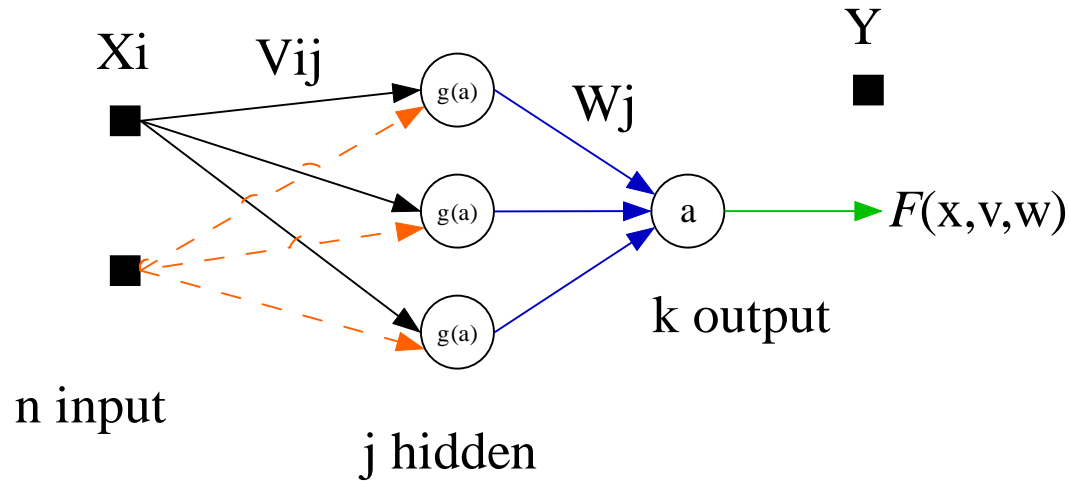 Xi
Vij
Y
Wj
g(a)
g(a)
g(a)
a
F(x,v,w)
k output
n input
j hidden